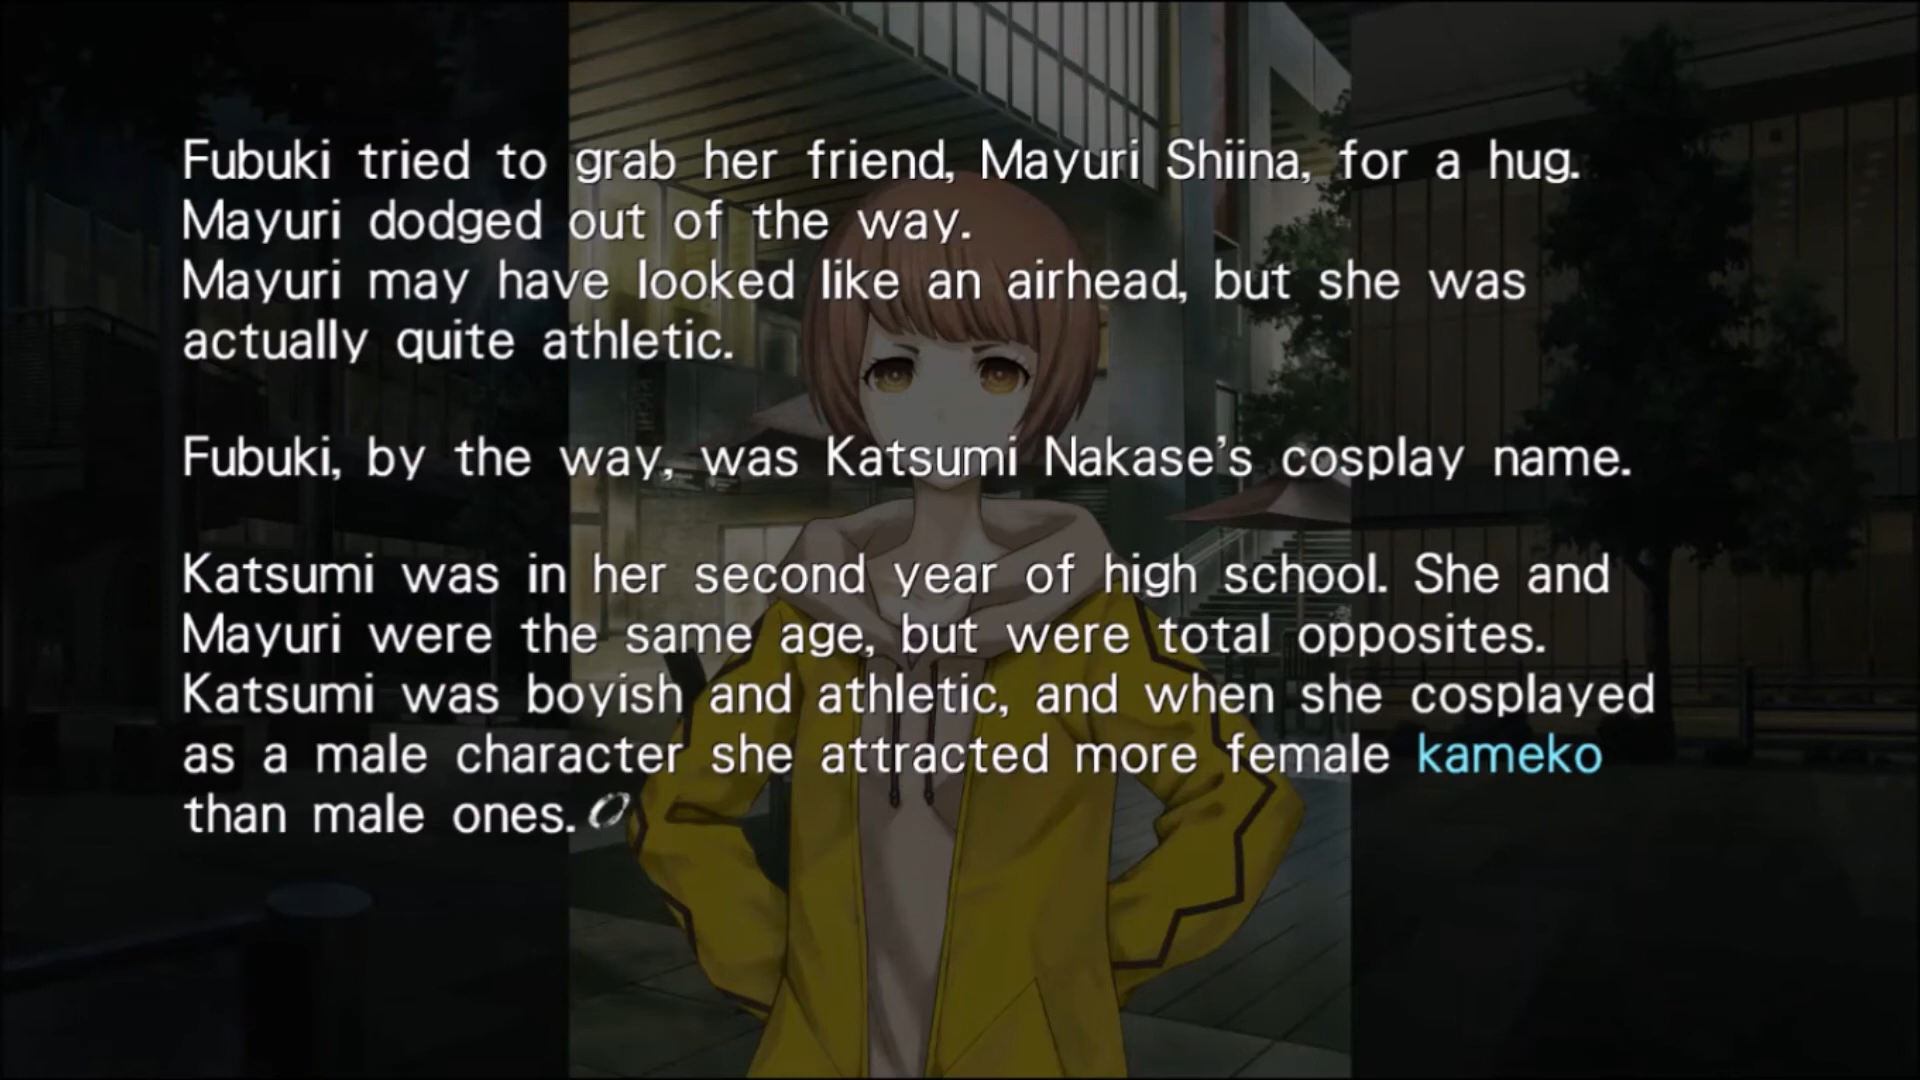 Fubuki tried to grab her friend, Mayuri Shiina, for a hug.
Mayuri dodged out of the way.
Mayuri may have looked like an airhead, but she was
actually quite athletic.
Fubuki, by the way, was Katsumi Nakase's cosplay name.
Katsumi was in her second year of high school. She and
Mayuri were the same age, but were total opposites.
Katsumi was boyish and athletic, and when she cosplayed
as a male character she attracted more female kameko
than male ones.